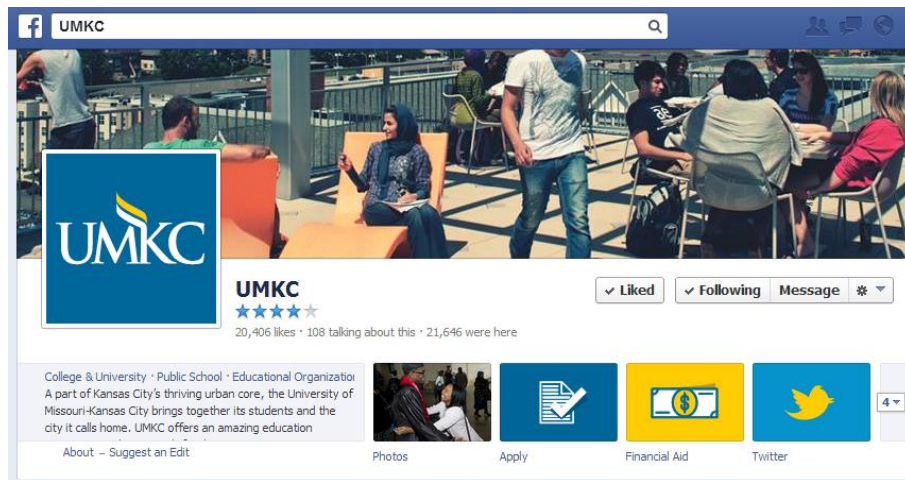 f UMKC
UMKC
UMKC
Liked Following Message
20,406 likes · 108 talking about this · 21,646 were here
College & University · Public School · Educational Organization
A part of Kansas City's thriving urban core, the University of
Missouri-Kansas City brings together its students and the
city it calls home. UMKC offers an amazing education
4
About – Suggest an Edit
Photos
Apply
Financial Aid
Twitter